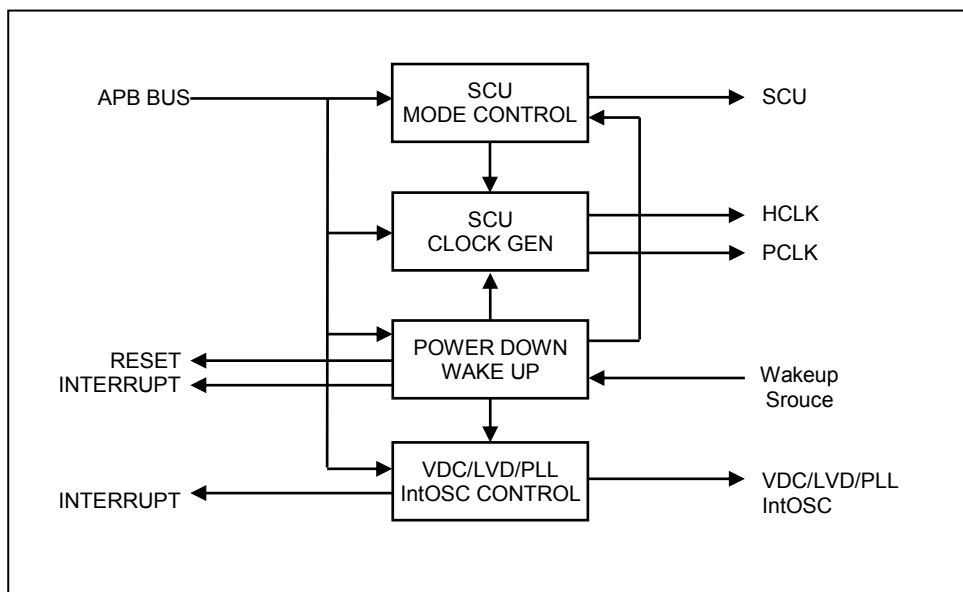 APB BUS
SCU
MODE CONTROL
SCU
SCU
CLOCK GEN
HCLK
PCLK
POWER DOWN
WAKE UP
RESET
INTERRUPT
Wakeup
Srouce
VDC/LVD/PLL
IntOSC CONTROL
INTERRUPT
VDC/LVD/PLL
IntOSC